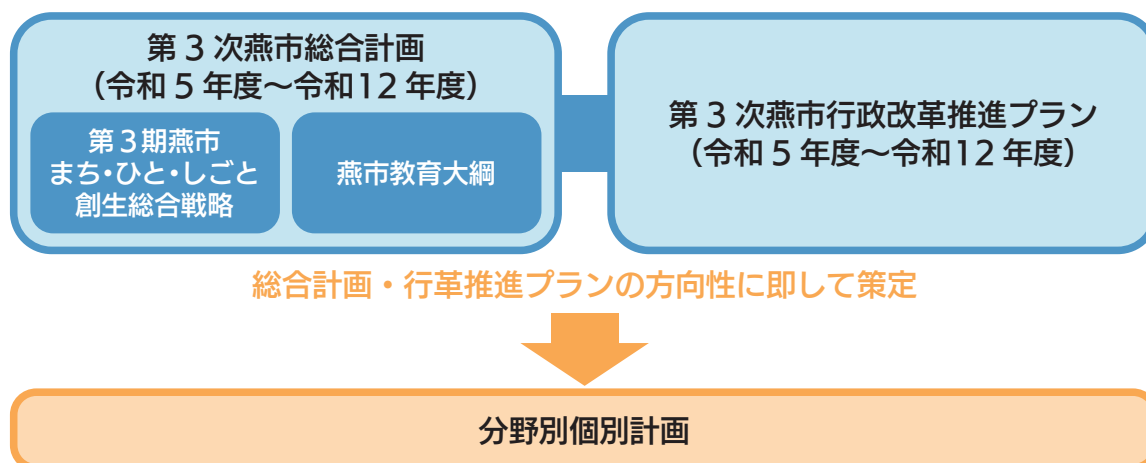 第3次燕市総合計画
(令和5年度~令和12年度)
第3期燕市
まち・ひと・しごと
創生総合戦略
燕市教育大綱
第3次燕市行政改革推進プラン
(令和5年度~令和12年度)
総合計画・行革推進プランの方向性に即して策定
分野別個別計画